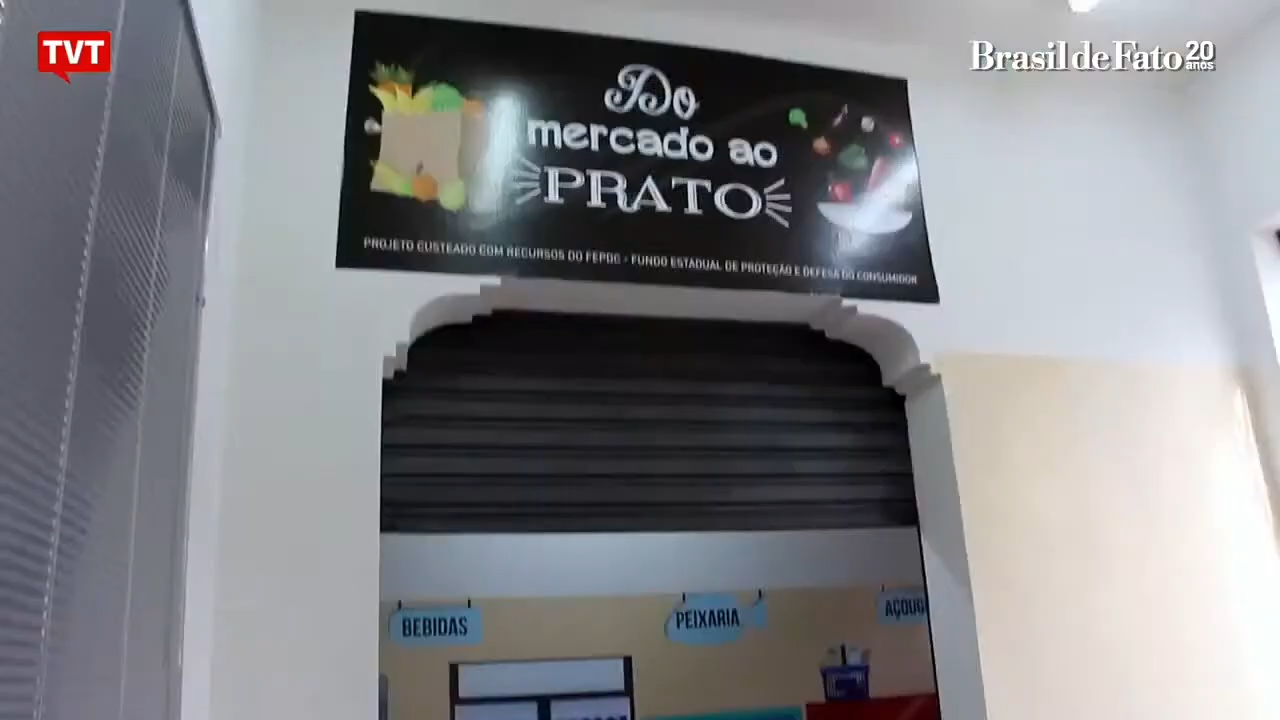 TVT
Brasil de Fato 20 anos
Do
mercado ao
PRATO
PROJETO CUSTEADO COM RECURSOS DO FEPDC - FUNDO ESTADUAL DE PROTEÇÃO E DEFESA DO CONSUMIDOR
BEBIDAS
PEIXARIA
AÇOUG